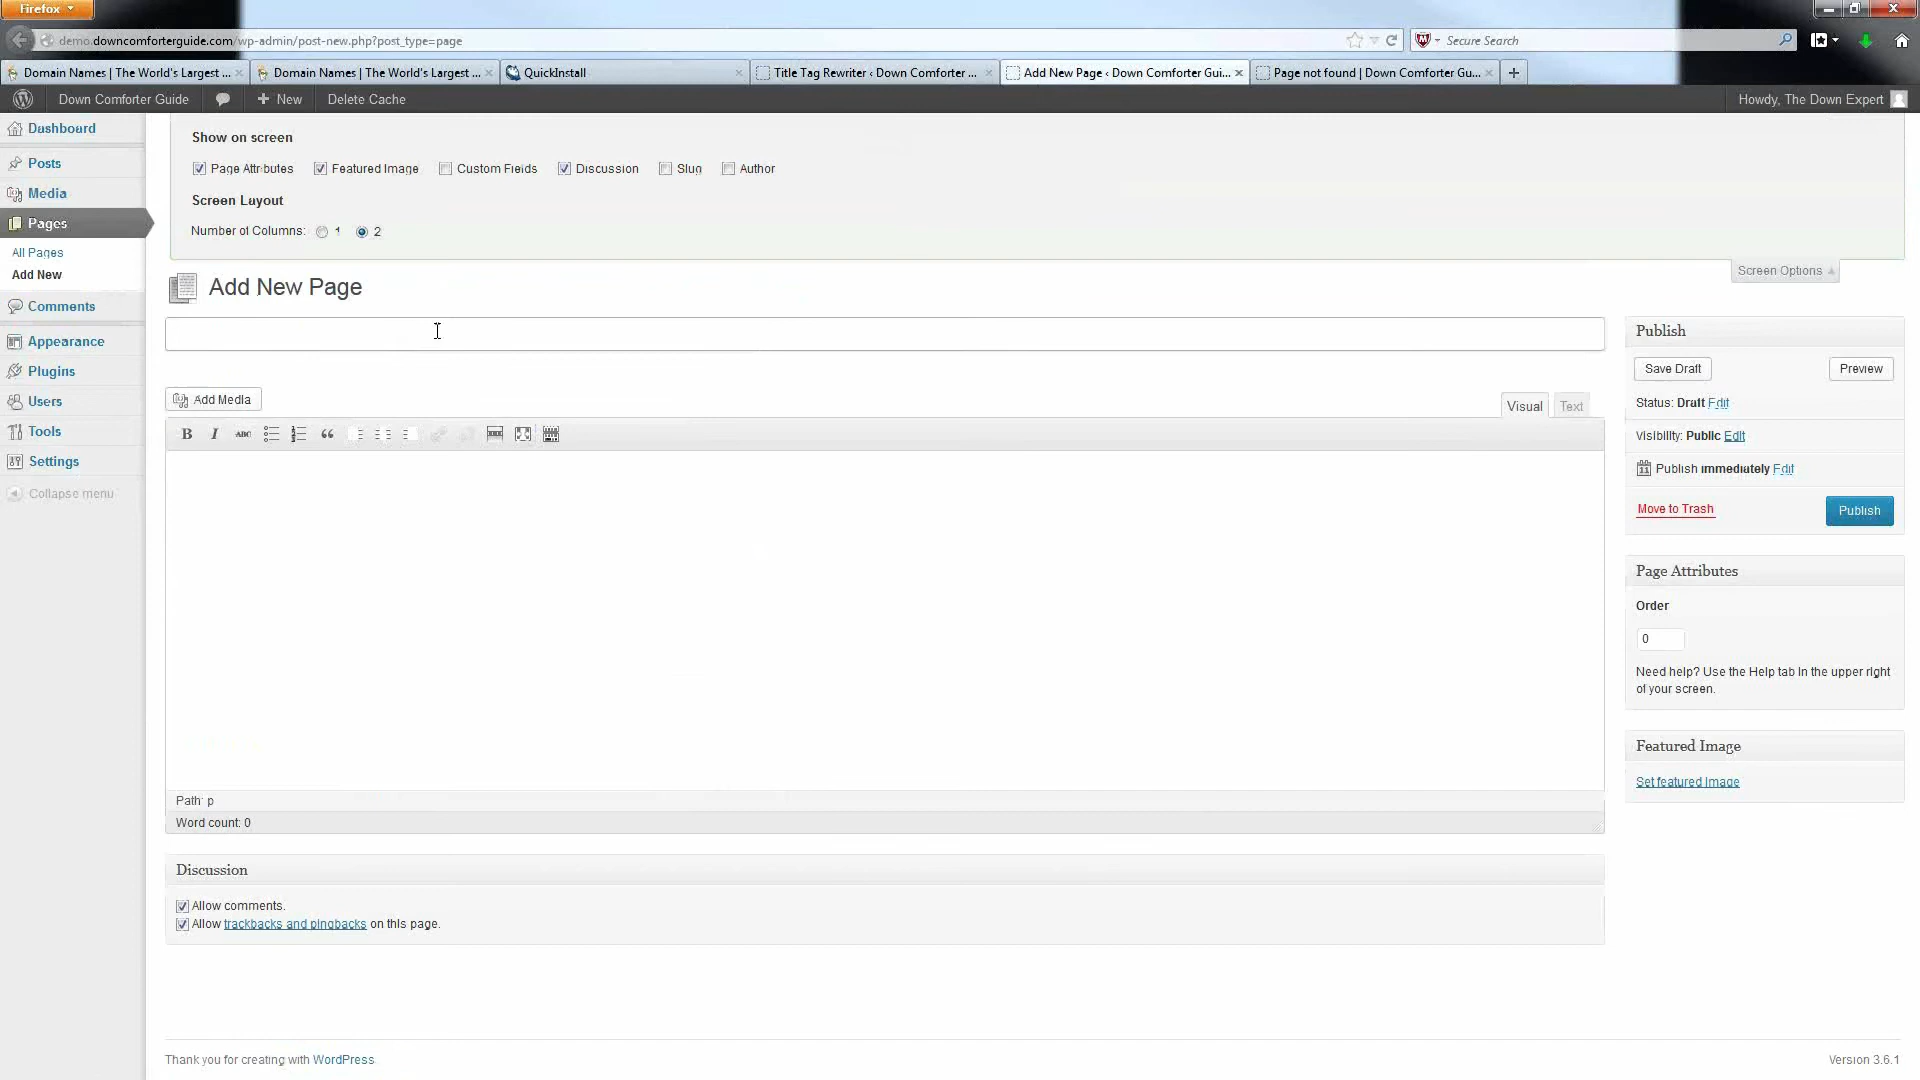 Firefox
demo.downcomforterguide.com/wp-admin/post-new.php?post_type=page
Secure Search
Domain Names | The World's Largest ...
Domain Names | The World's Largest ...
QuickInstall
Title Tag Rewriter ‹ Down Comforter ...
Add New Page ‹ Down Comforter Gui...
Page not found | Down Comforter Gu...
Down Comforter Guide
+ New
Delete Cache
Howdy, The Down Expert
Dashboard
Posts
Media
Pages
All Pages
Add New
Comments
Appearance
Plugins
Users
Tools
Settings
Collapse menu
Show on screen
Page Attributes
Featured Image
Custom Fields
Discussion
Slug
Author
Screen Layout
Number of Columns: 1 2
Screen Options
Add New Page
Add Media
Visual
Text
B I ABC
Path: p
Word count: 0
Discussion
Allow comments.
Allow trackbacks and pingbacks on this page.
Publish
Save Draft
Preview
Status: Draft Edit
Visibility: Public Edit
Publish immediately Edit
Move to Trash
Publish
Page Attributes
Order
0
Need help? Use the Help tab in the upper right
of your screen.
Featured Image
Set featured image
Thank you for creating with WordPress
Version 3.6.1